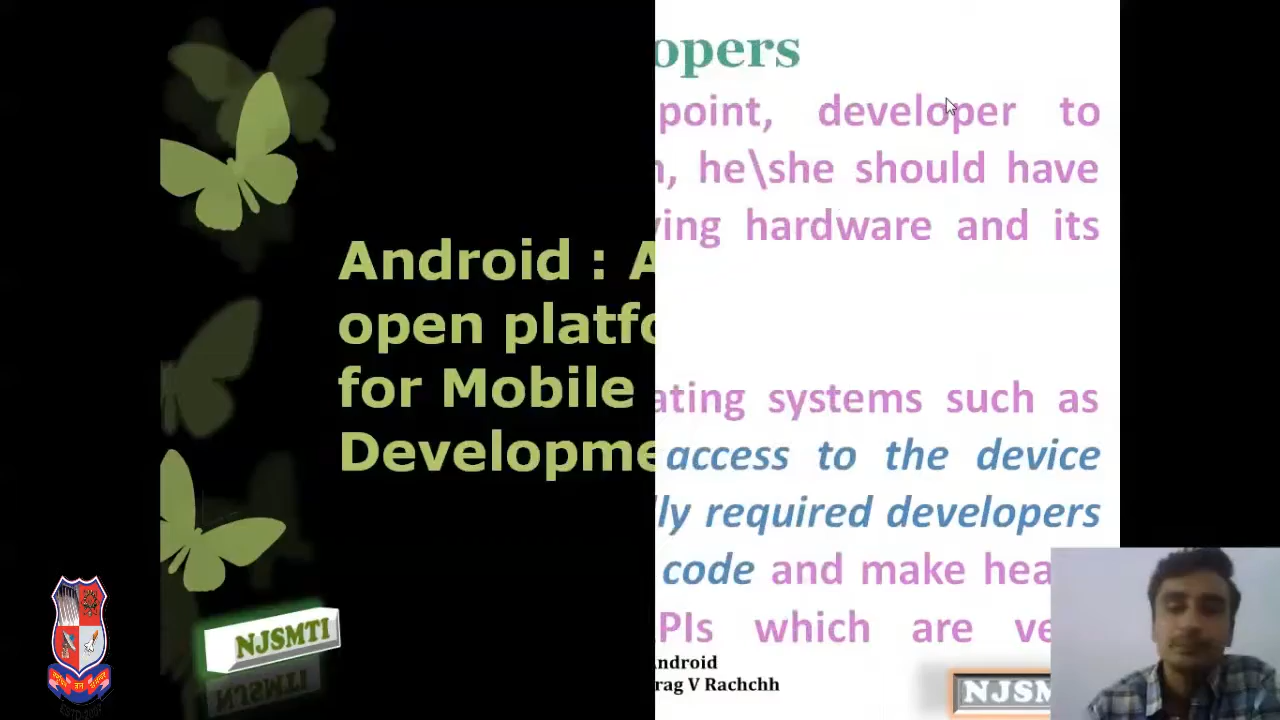 Android : A
open platfo
for Mobile
Developme
NJSMTI
opers
point, developer to
, he\she should have
ying hardware and its
ating systems such as
access to the device
lly required developers
code and make hea
PIs which are ve
Android
rag V Rachchh
NJSM